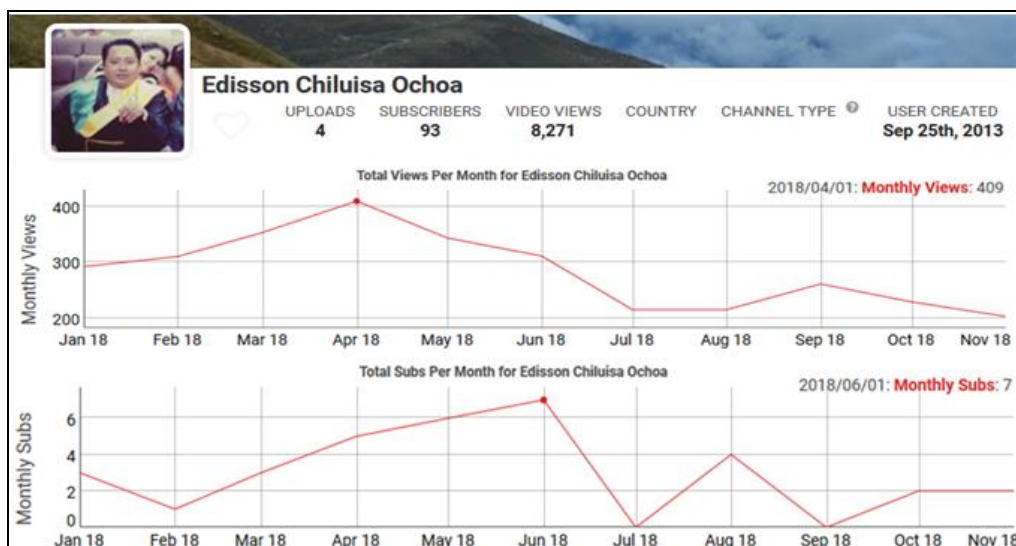 Edisson Chiluisa Ochoa
UPLOADS SUBSCRIBERS VIDEO VIEWS COUNTRY CHANNEL TYPE ? USER CREATED
4 93 8,271 Sep 25th, 2013
Total Views Per Month for Edisson Chiluisa Ochoa
2018/04/01: Monthly Views: 409
Monthly Views
400
300
200
Jan 18 Feb 18 Mar 18 Apr 18 May 18 Jun 18 Jul 18 Aug 18 Sep 18 Oct 18 Nov 18
Total Subs Per Month for Edisson Chiluisa Ochoa
2018/06/01: Monthly Subs: 7
Monthly Subs
6
4
2
0
Jan 18 Feb 18 Mar 18 Apr 18 May 18 Jun 18 Jul 18 Aug 18 Sep 18 Oct 18 Nov 18